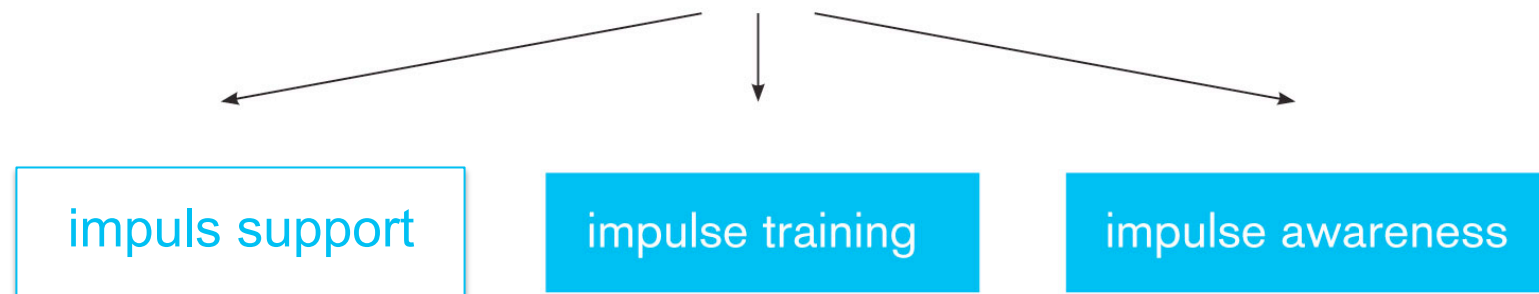 impuls support
impulse training
impulse awareness